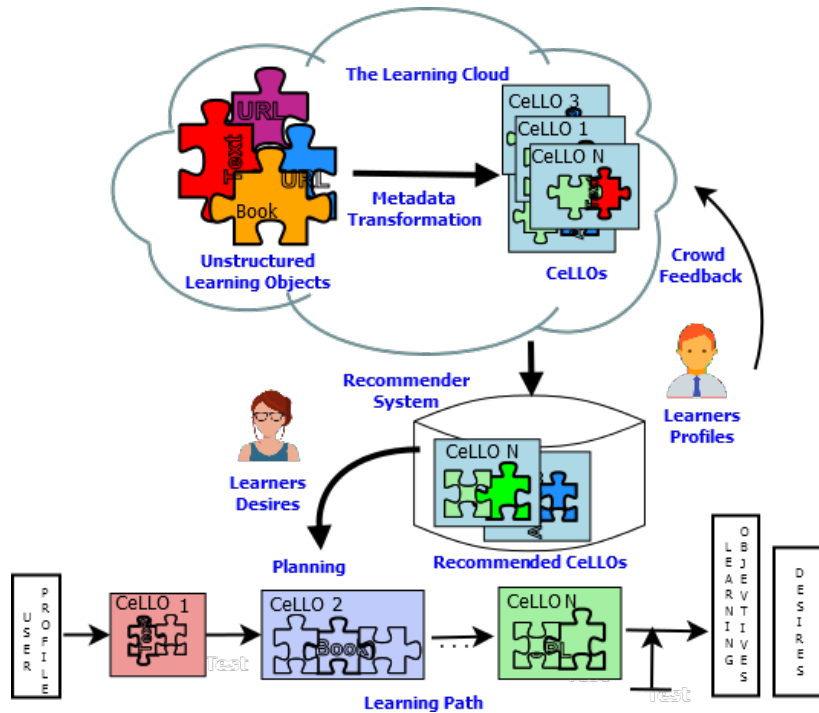 The Learning Cloud
CeLLO 3
URL
CeLLO 1
Text
CeLLO N
URL
Book
Metadata
Transformation
Unstructured
Learning Objects
CeLLOs
Crowd
Feedback
Recommender
System
Learners
Profiles
CeLLO N
Learners
Desires
Planning
Recommended CeLLOs
USER
PROFILE
CeLLO 1
Text
Test
CeLLO 2
Book
....
CeLLO N
Test
LEARNING
OBJEVTIVES
DESIRES
Learning Path